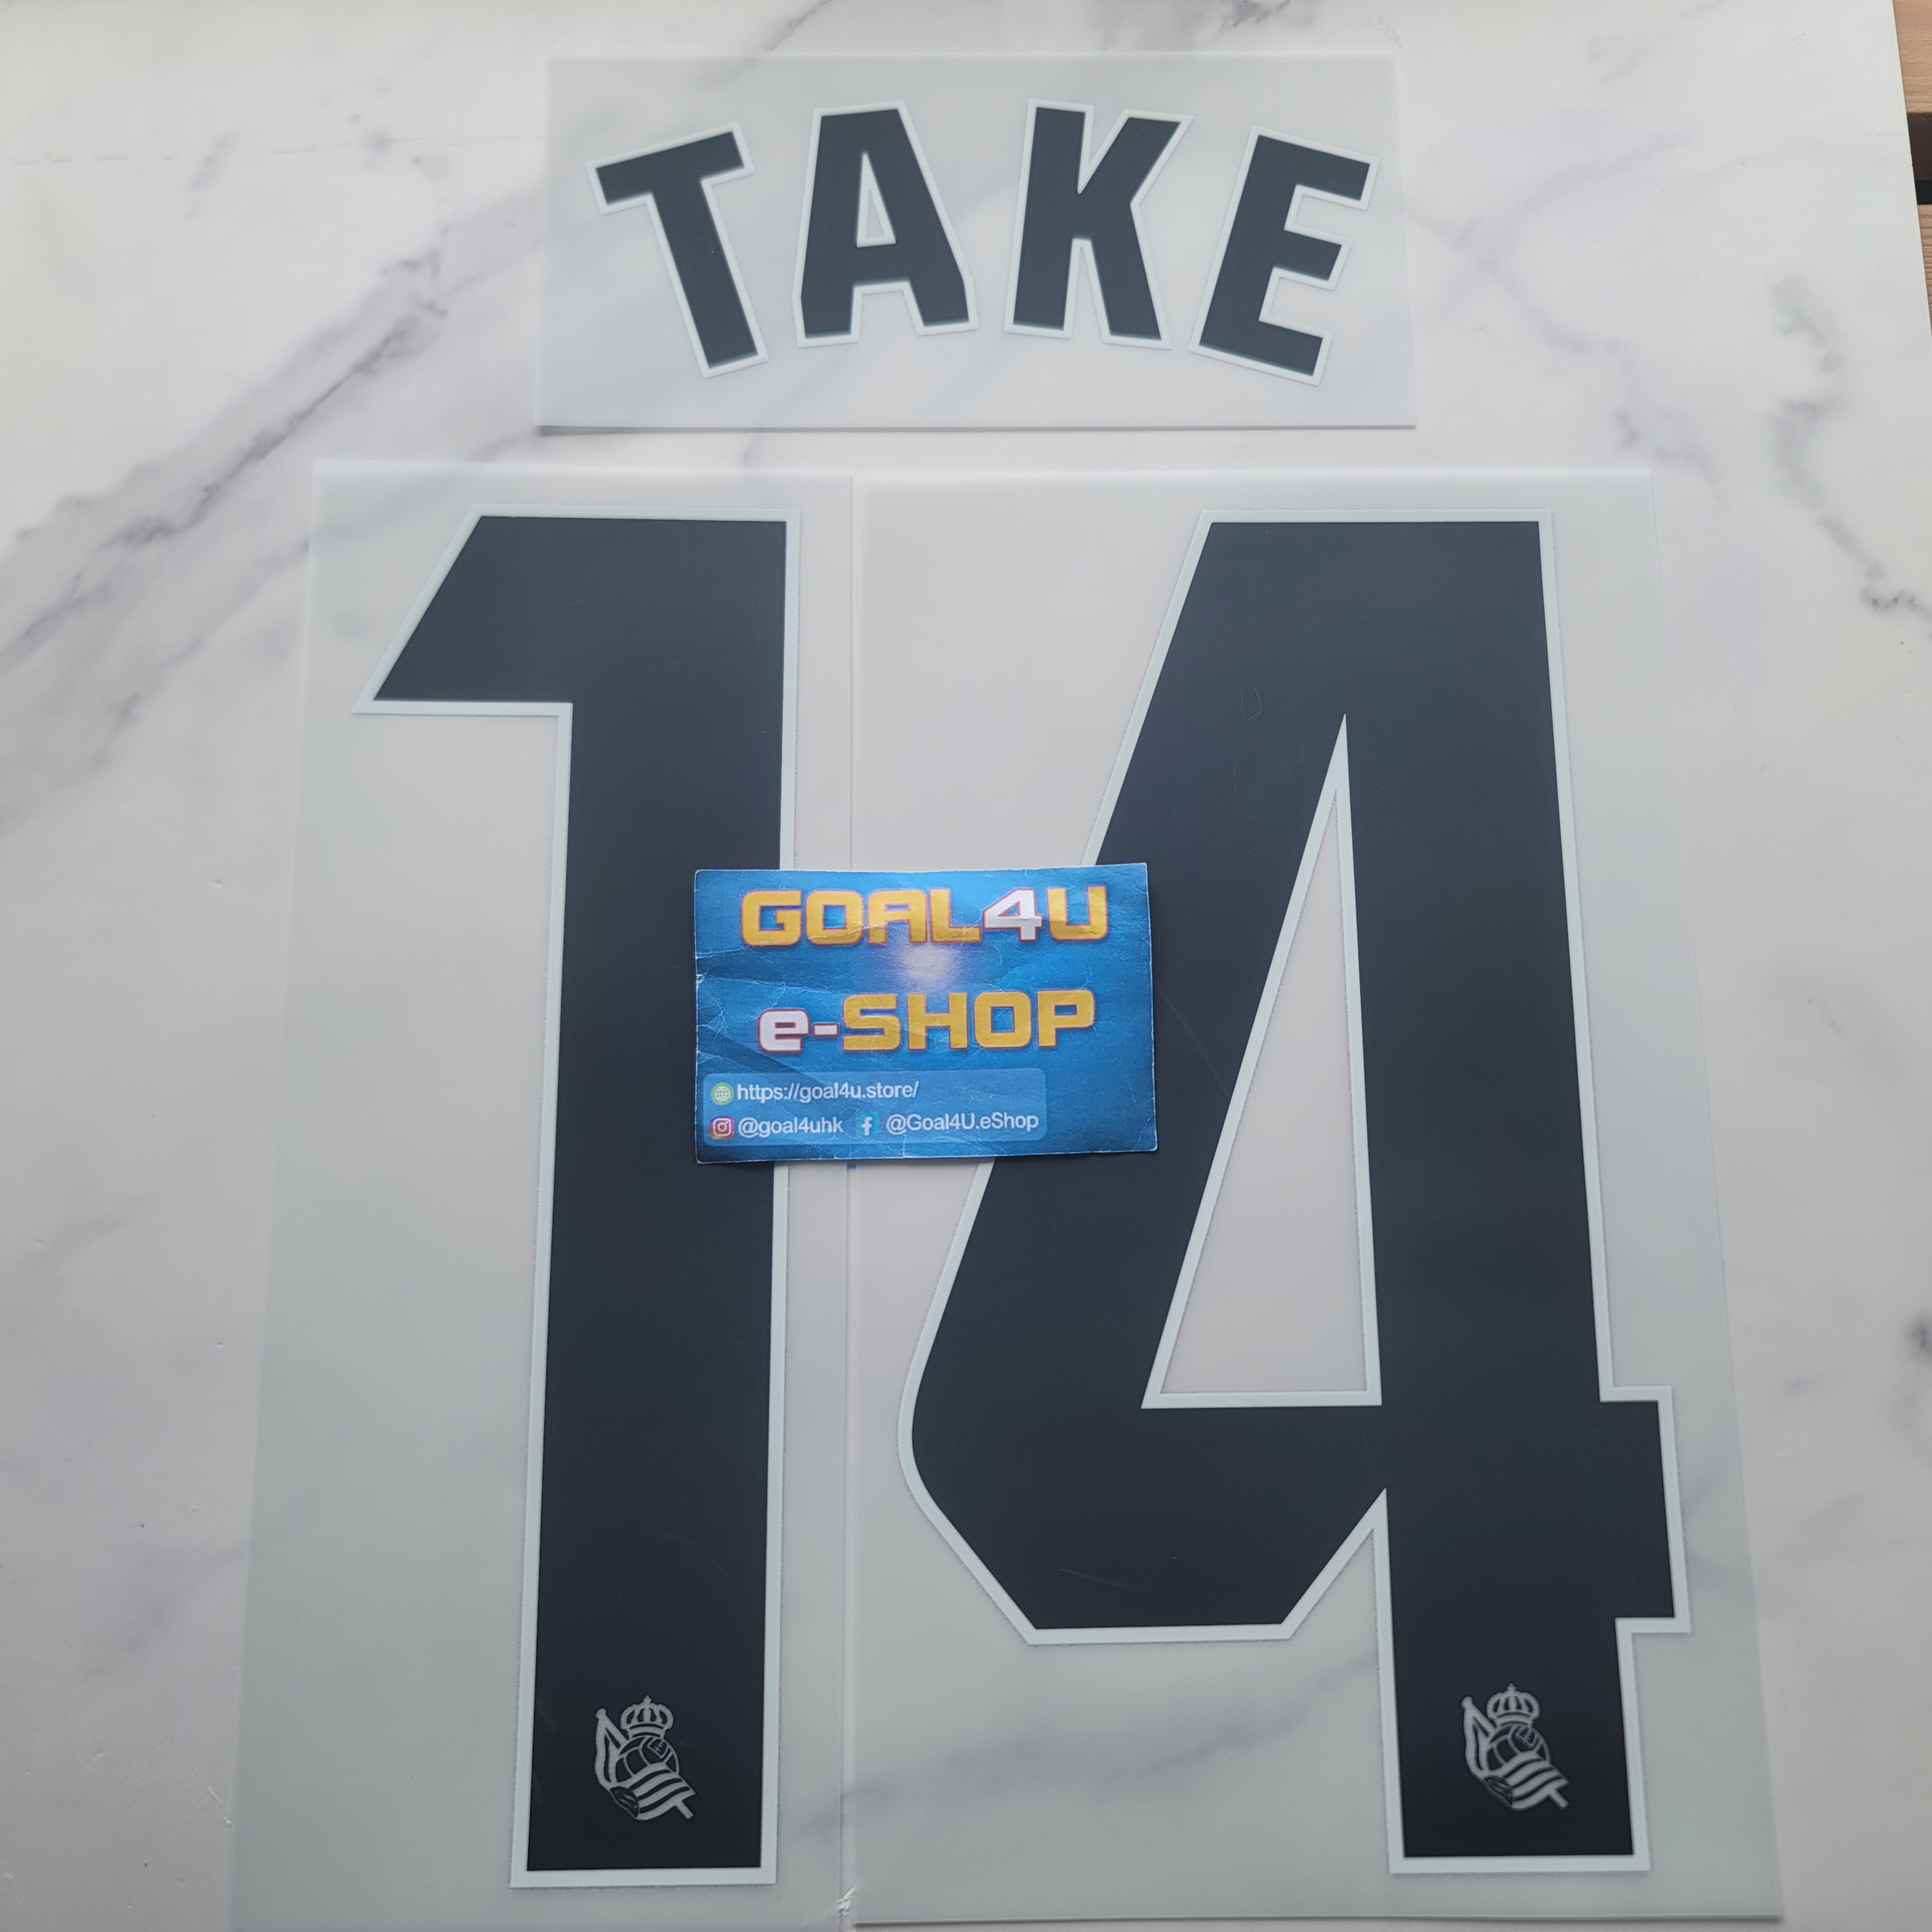 TAKE
14
GOAL4U
e-SHOP
https://goal4u.store/
@goal4uhk @Goal4U.eShop